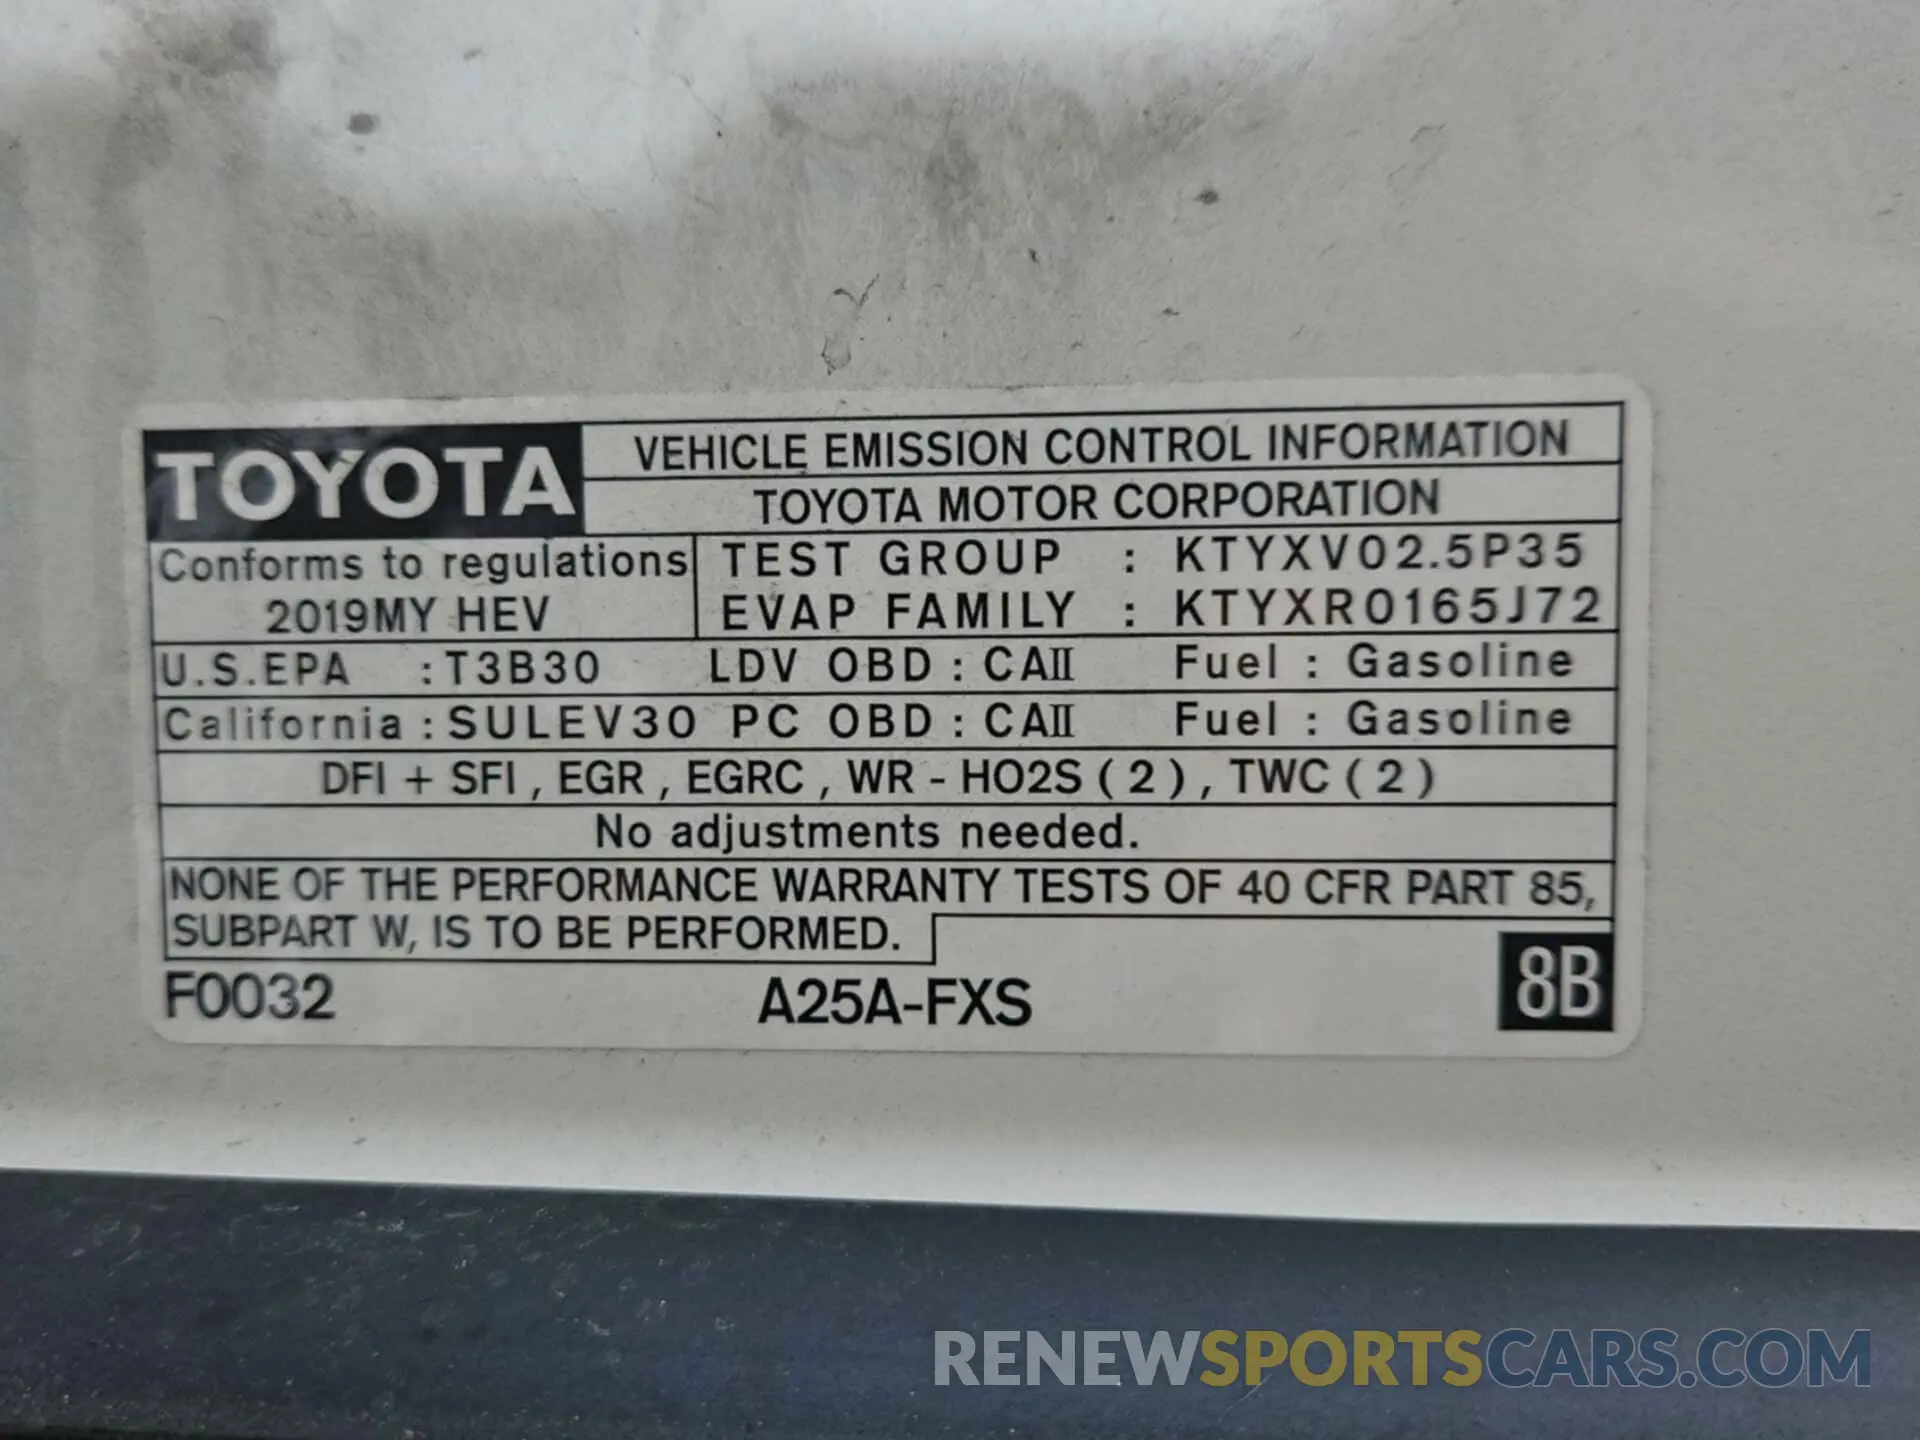 TOYOTA VEHICLE EMISSION CONTROL INFORMATION
TOYOTA MOTOR CORPORATION
Conforms to regulations TEST GROUP : KTYXV02.5P35
2019MY HEV EVAP FAMILY : KTYXR0165J72
U.S.EPA :T3B30 LDV OBD : CAⅡ Fuel : Gasoline
California :SULEV30 PC OBD : CAⅡ Fuel : Gasoline
DFI + SFI , EGR , EGRC , WR - HO2S ( 2 ) , TWC ( 2 )
No adjustments needed.
NONE OF THE PERFORMANCE WARRANTY TESTS OF 40 CFR PART 85,
SUBPART W, IS TO BE PERFORMED.
F0032 A25A-FXS 8B
RENEWSPORTSCARS.COM